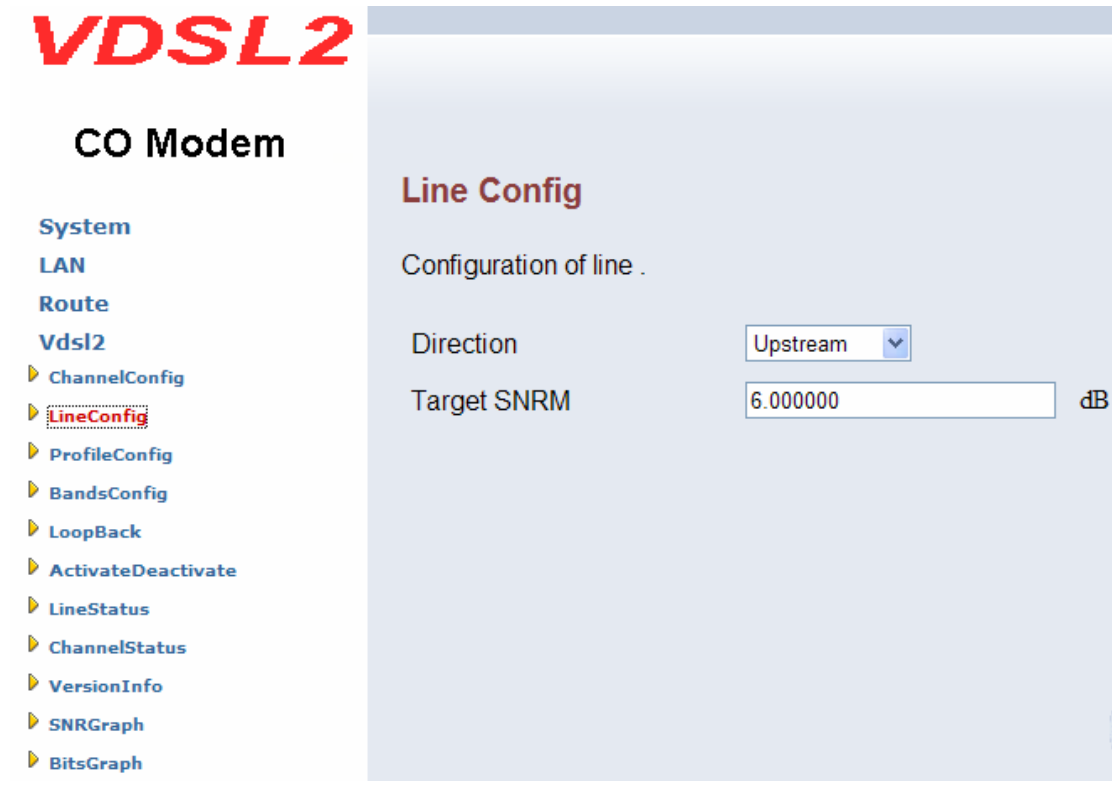 VDSL2
CO Modem
System
LAN
Route
Vdsl2
ChannelConfig
LineConfig
ProfileConfig
BandsConfig
LoopBack
ActivateDeactivate
LineStatus
ChannelStatus
VersionInfo
SNRGraph
BitsGraph
Line Config
Configuration of line .
Direction Upstream
Target SNRM 6.000000 dB